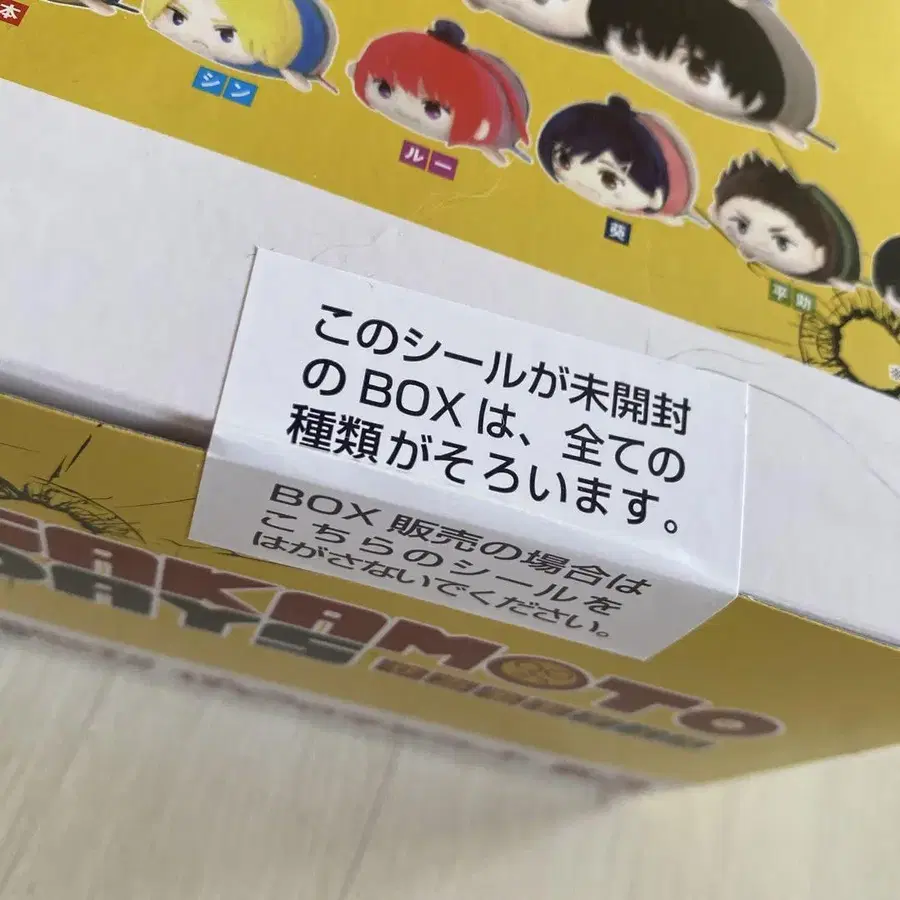 本
シン
ルー
葵
平助
このシールが未開封
のBOXは、全ての
種類がそろいます。
BOX販売の場合は
こちらのシールを
はがさないでください。
SAKAMOTO
DAYS